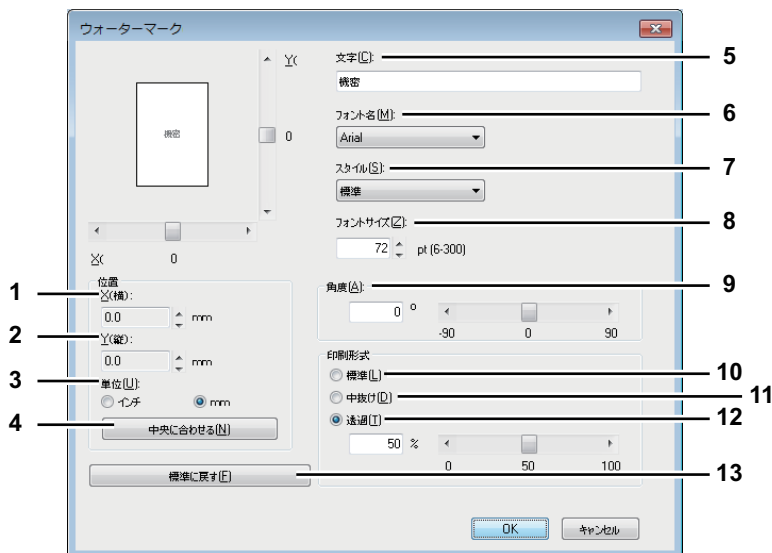 ウォーターマーク
Y(
0
機密
X(
0
位置
1
X(横):
0.0 mm
2
Y(縦):
0.0 mm
3
単位(U):
インチ mm
4
中央に合わせる(N)
標準に戻す(F)
13
文字(C):
5
機密
フォント名(M):
6
Arial
スタイル(S):
7
標準
フォントサイズ(Z):
8
72 pt (6-300)
角度(A):
9
0 °
-90 0 90
印刷形式
標準(L)
10
中抜け(D)
11
透過(T)
12
50 %
0 50 100
OK キャンセル